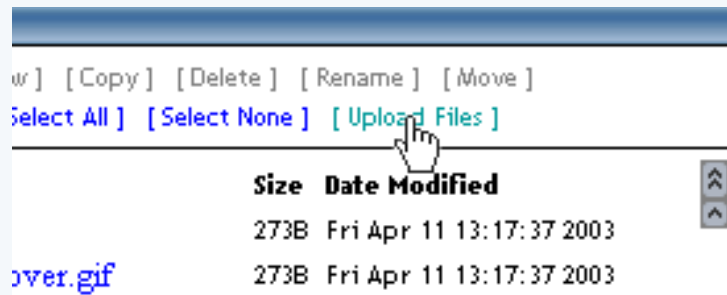 w ] [ Copy ] [ Delete ] [ Rename ] [ Move ]
Select All ] [ Select None ] [ Upload Files ]
Size Date Modified
273B Fri Apr 11 13:17:37 2003
over.gif 273B Fri Apr 11 13:17:37 2003